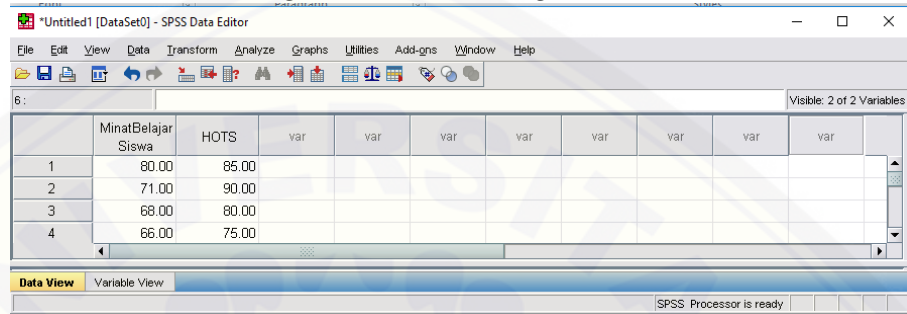 *Untitled1 [DataSet0] - SPSS Data Editor
File Edit View Data Transform Analyze Graphs Utilities Add-ons Window Help
6 : Visible: 2 of 2 Variables
MinatBelajar
Siswa HOTS var var var var var var var var
1 80.00 85.00
2 71.00 90.00
3 68.00 80.00
4 66.00 75.00
Data View Variable View
SPSS Processor is ready